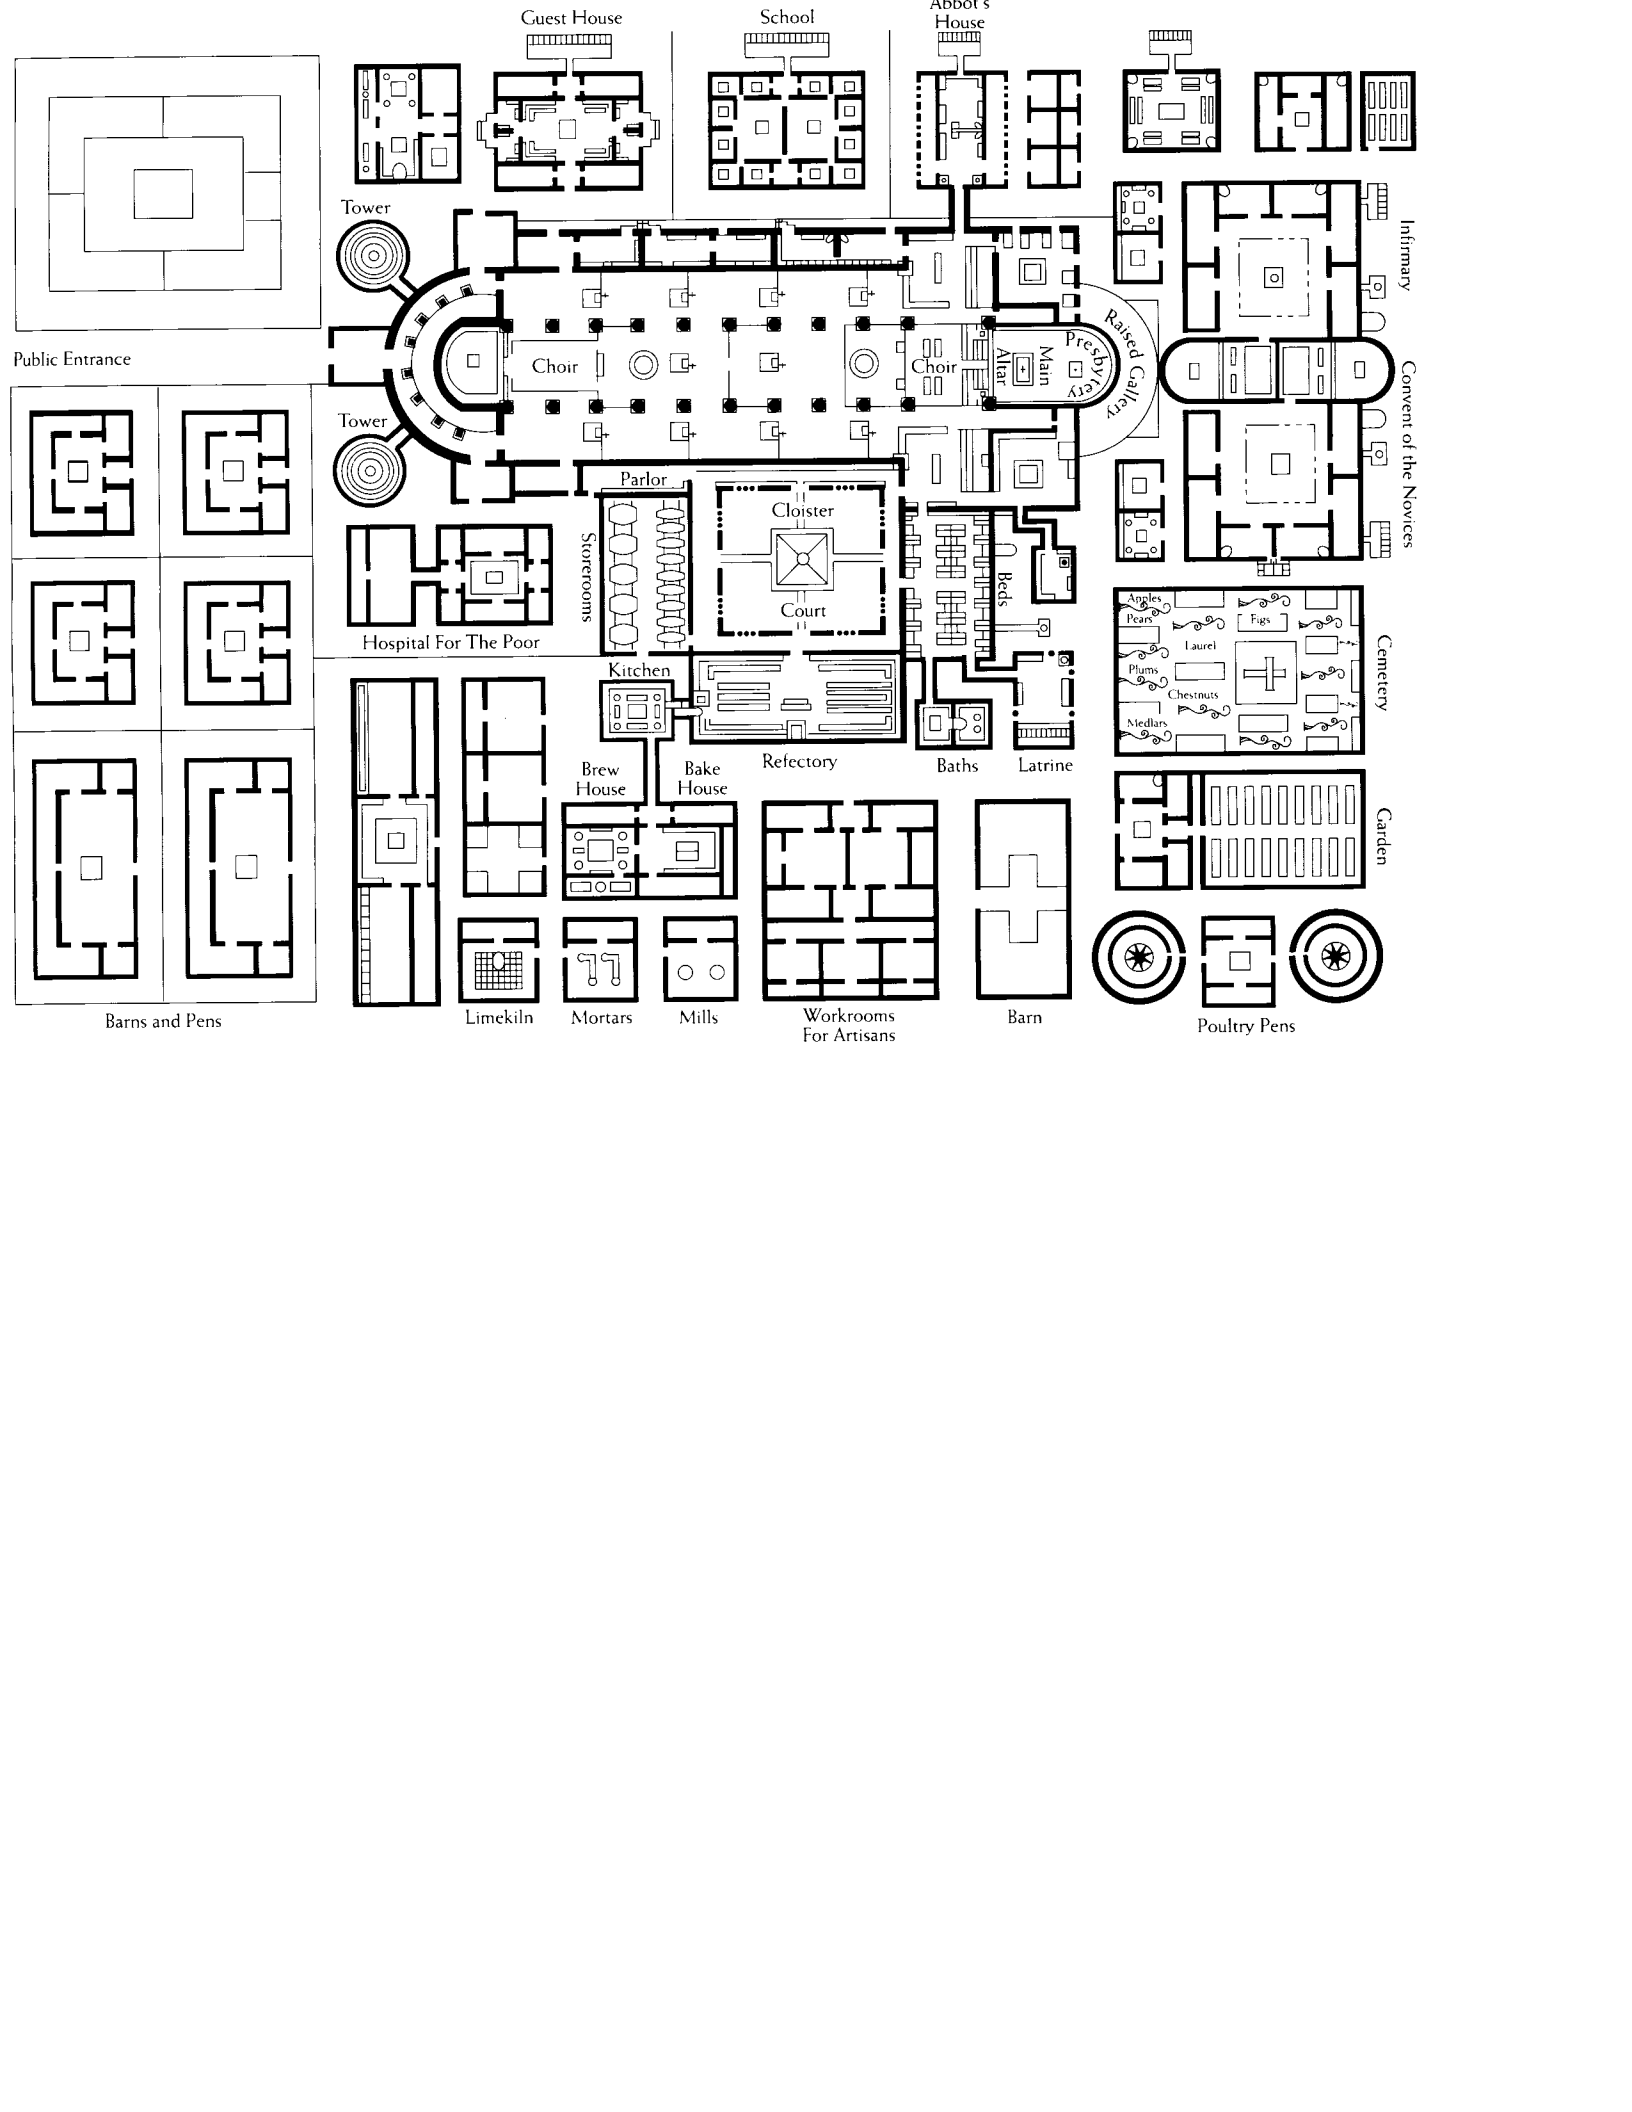 Guest House
School
Abbot's
House
Tower
Infirmary
Public Entrance
Choir
Choir
Main
Altar
Presbytery
Raised Gallery
Convent of the Novices
Tower
Parlor
Cloister
Court
Storerooms
Beds
Hospital For The Poor
Apples
Pears
Figs
Laurel
Plums
Chestnuts
Medlars
Cemetery
Kitchen
Refectory
Brew
House
Bake
House
Baths
Latrine
Garden
Limekiln
Mortars
Mills
Workrooms
For Artisans
Barn
Poultry Pens
Barns and Pens